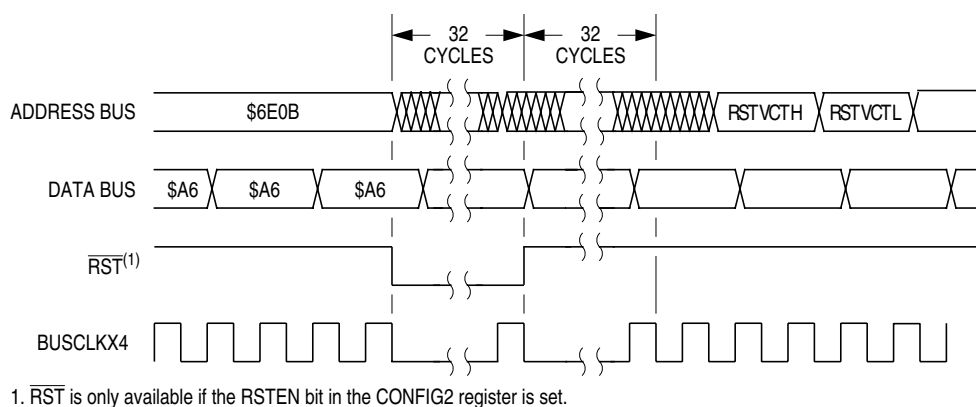 32
CYCLES
32
CYCLES
ADDRESS BUS
$6E0B
RSTVCTH
RSTVCTL
DATA BUS
$A6
$A6
$A6
RST(1)
BUSCLKX4
1. RST is only available if the RSTEN bit in the CONFIG2 register is set.